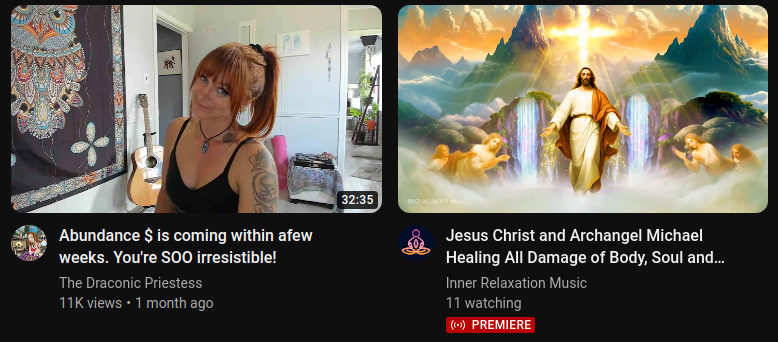 32:35
Abundance $ is coming within afew
weeks. You're SOO irresistible!
The Draconic Priestess
11K views • 1 month ago
Jesus Christ and Archangel Michael
Healing All Damage of Body, Soul and…
Inner Relaxation Music
11 watching
PREMIERE